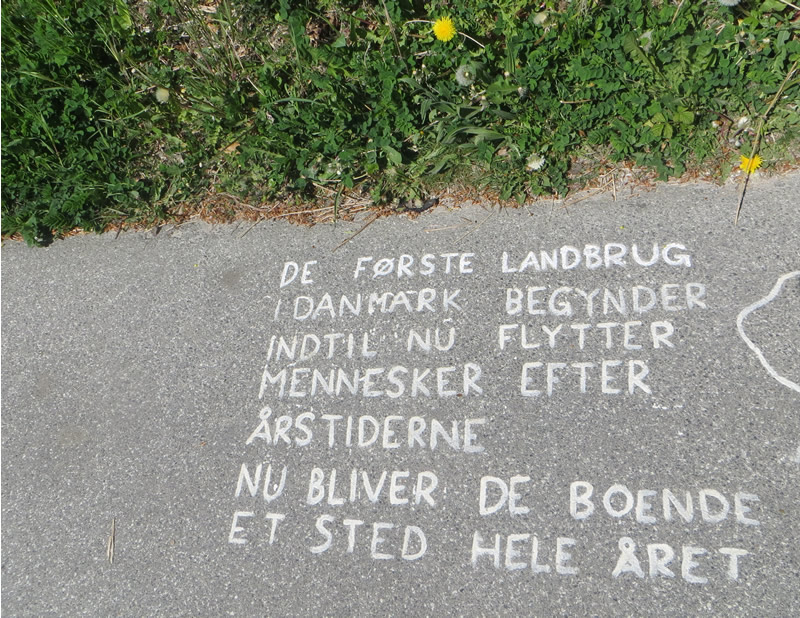 DE FØRSTE LANDBRUG
I DANMARK BEGYNDER
INDTIL NU FLYTTER
MENNESKER EFTER
ÅRSTIDERNE
NU BLIVER DE BOENDE
ET STED HELE ÅRET